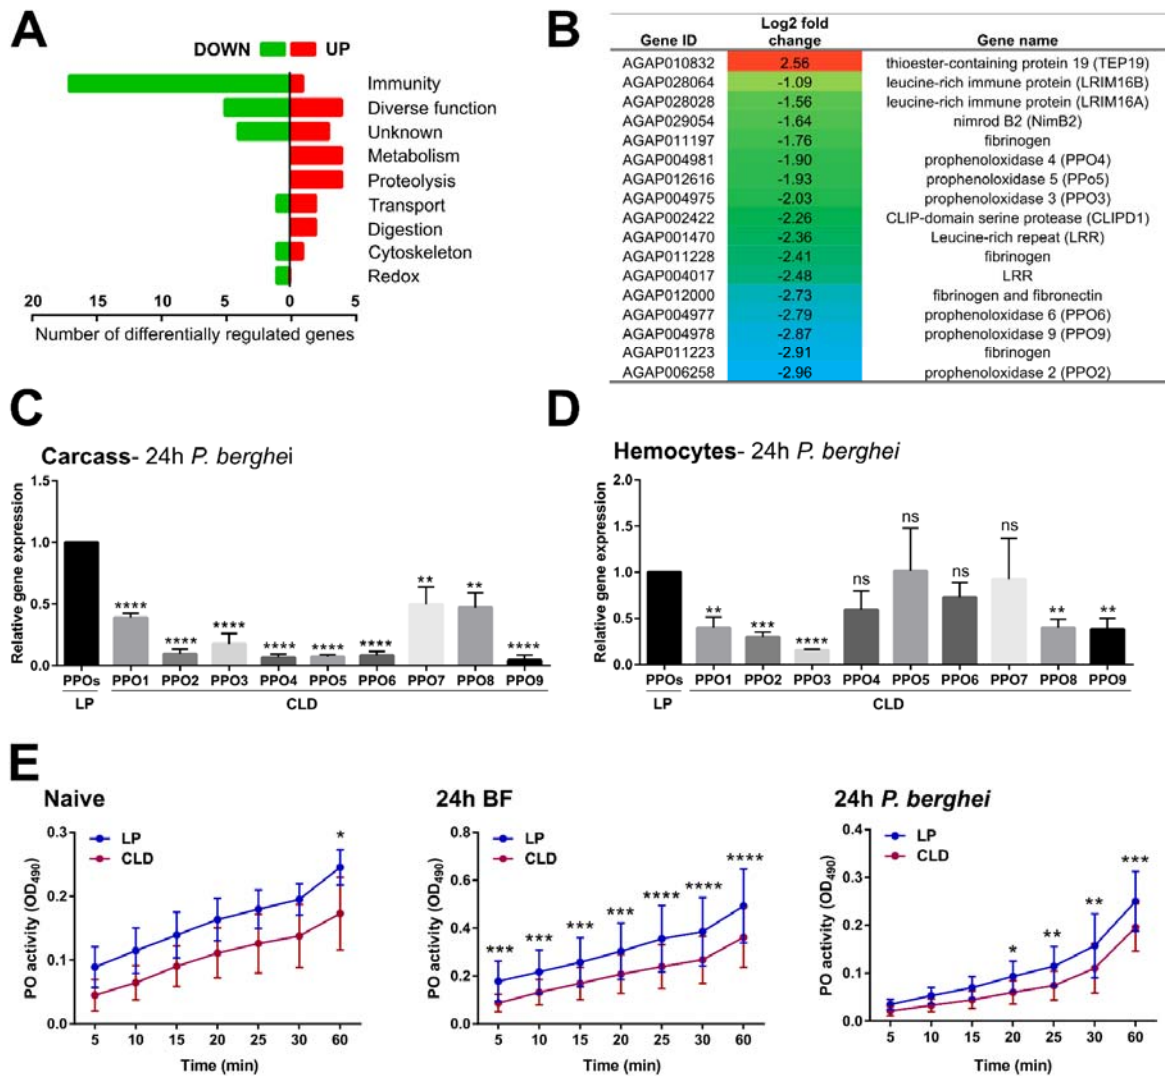 A
DOWN UP
Immunity
Diverse function
Unknown
Metabolism
Proteolysis
Transport
Digestion
Cytoskeleton
Redox
20 15 10 5 0 5
Number of differentially regulated genes
B
Gene ID Log2 fold change Gene name
AGAP010832 2.56 thioester-containing protein 19 (TEP19)
AGAP028064 -1.09 leucine-rich immune protein (LRIM16B)
AGAP028028 -1.56 leucine-rich immune protein (LRIM16A)
AGAP029054 -1.64 nimrod B2 (NimB2)
AGAP011197 -1.76 fibrinogen
AGAP004981 -1.90 prophenoloxidase 4 (PPO4)
AGAP012616 -1.93 prophenoloxidase 5 (PPo5)
AGAP004975 -2.03 prophenoloxidase 3 (PPO3)
AGAP002422 -2.26 CLIP-domain serine protease (CLIPD1)
AGAP001470 -2.36 Leucine-rich repeat (LRR)
AGAP011228 -2.41 fibrinogen
AGAP004017 -2.48 LRR
AGAP012000 -2.73 fibrinogen and fibronectin
AGAP004977 -2.79 prophenoloxidase 6 (PPO6)
AGAP004978 -2.87 prophenoloxidase 9 (PPO9)
AGAP011223 -2.91 fibrinogen
AGAP006258 -2.96 prophenoloxidase 2 (PPO2)
C
Carcass- 24h P. berghei
Relative gene expression
1.5
1.0
0.5
0.0
**** **** **** **** **** **** ** ** ****
PPOs PPO1 PPO2 PPO3 PPO4 PPO5 PPO6 PPO7 PPO8 PPO9
LP CLD
D
Hemocytes- 24h P. berghei
Relative gene expression
2.0
1.5
1.0
0.5
0.0
** *** **** ns ns ns ns ** **
PPOs PPO1 PPO2 PPO3 PPO4 PPO5 PPO6 PPO7 PPO8 PPO9
LP CLD
E
Naive
LP
CLD
*
PO activity (OD490)
0.3
0.2
0.1
0.0
5 10 15 20 25 30 60
Time (min)
24h BF
LP
CLD
*** *** *** *** **** **** ****
PO activity (OD490)
0.8
0.6
0.4
0.2
0.0
5 10 15 20 25 30 60
Time (min)
24h P. berghei
LP
CLD
* ** ** ***
PO activity (OD490)
0.4
0.3
0.2
0.1
0.0
5 10 15 20 25 30 60
Time (min)